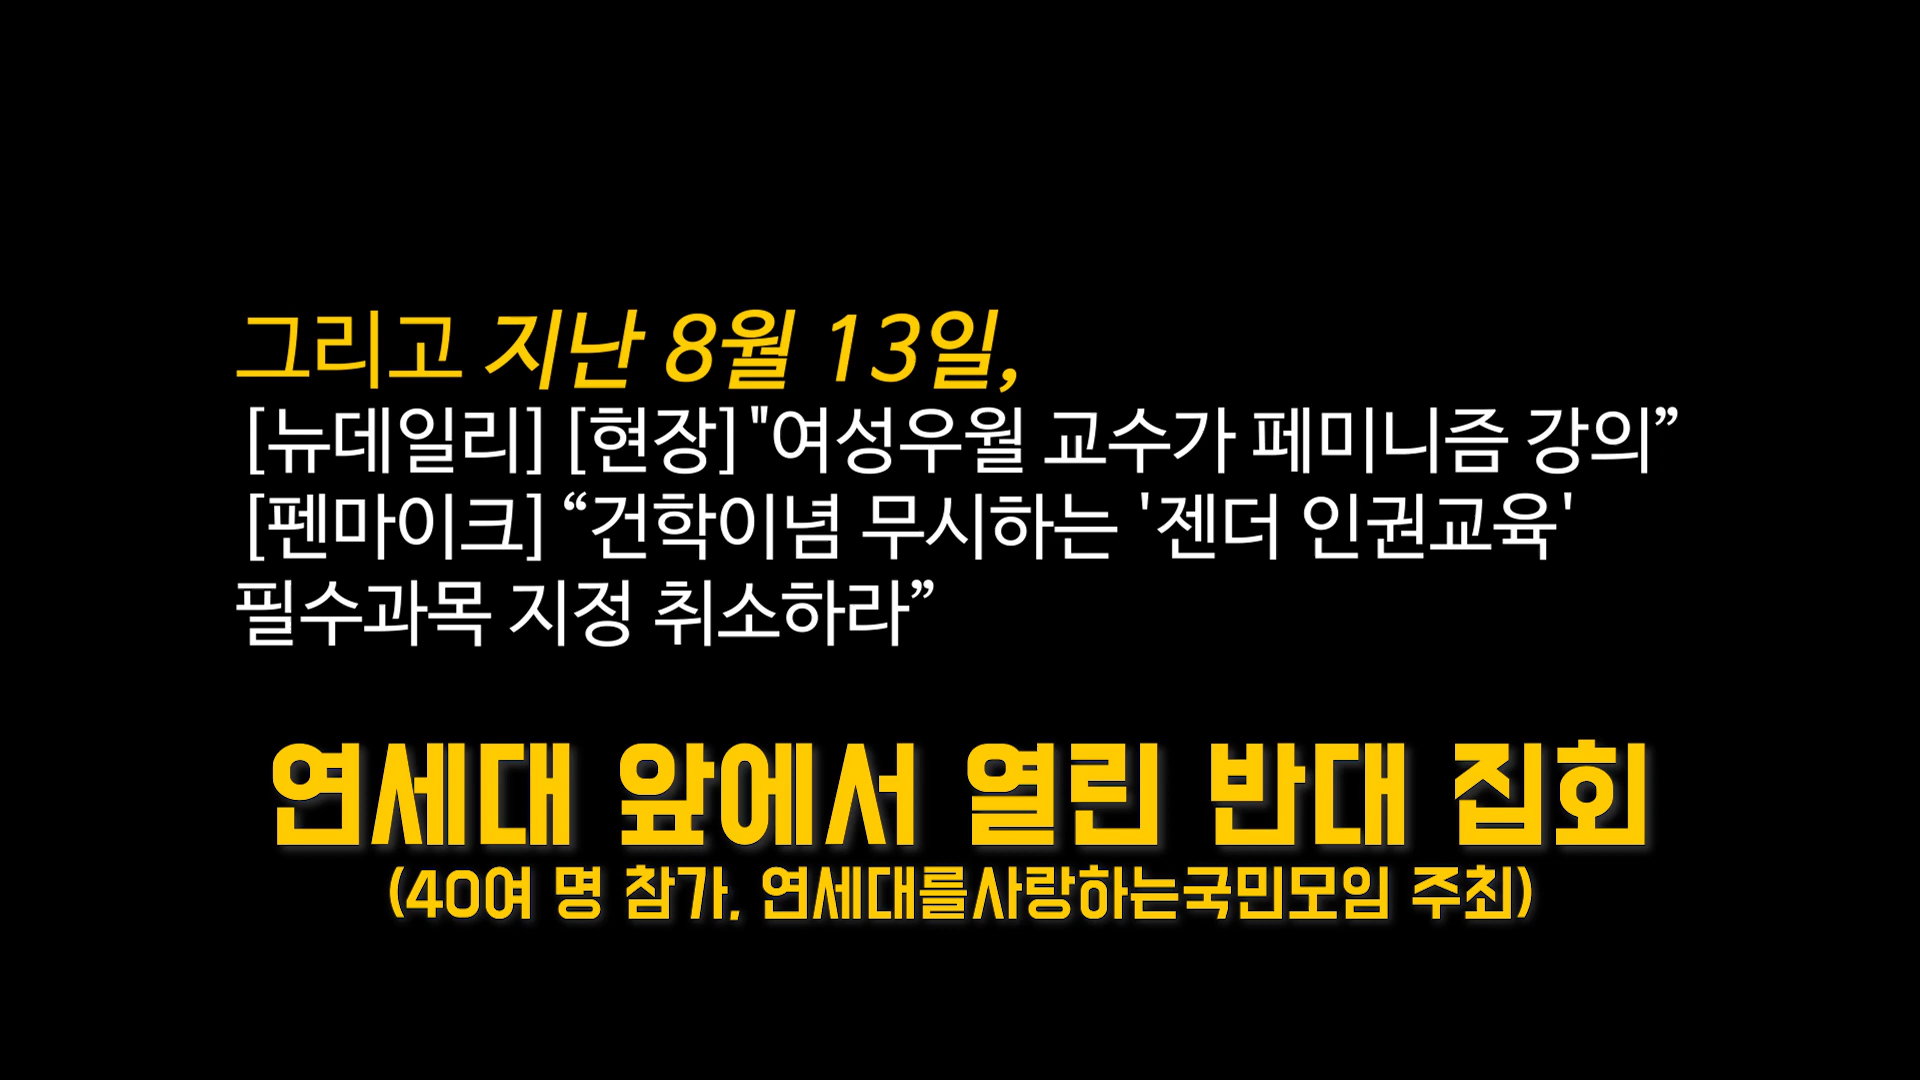 그리고 지난 8월 13일,
[뉴데일리] [현장]"여성우월 교수가 페미니즘 강의”
[펜마이크] “건학이념 무시하는 '젠더 인권교육'
필수과목 지정 취소하라”
연세대 앞에서 열린 반대 집회
(40여 명 참가, 연세대를사랑하는국민모임 주최)